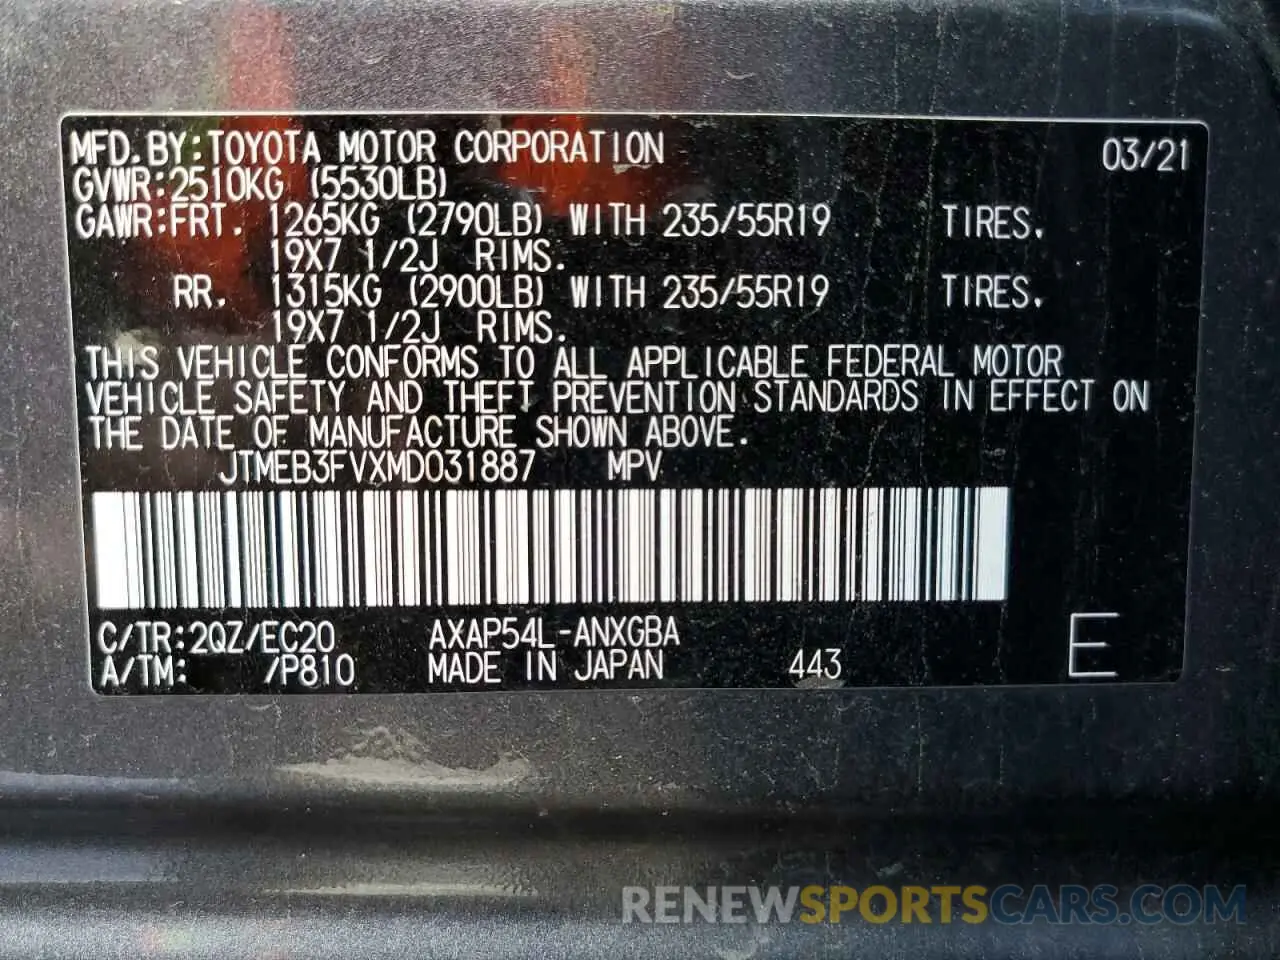 MFD.BY:TOYOTA MOTOR CORPORATION 03/21
GVWR:2510KG (5530LB)
GAWR:FRT. 1265KG (2790LB) WITH 235/55R19 TIRES.
19X7 1/2J RIMS.
RR. 1315KG (2900LB) WITH 235/55R19 TIRES.
19X7 1/2J RIMS.
THIS VEHICLE CONFORMS TO ALL APPLICABLE FEDERAL MOTOR
VEHICLE SAFETY AND THEFT PREVENTION STANDARDS IN EFFECT ON
THE DATE OF MANUFACTURE SHOWN ABOVE.
JTMEB3FVXMD031887 MPV
C/TR:2QZ/EC20 AXAP54L-ANXGBA
A/TM: /P810 MADE IN JAPAN 443 E
RENEWSPORTSCARS.COM